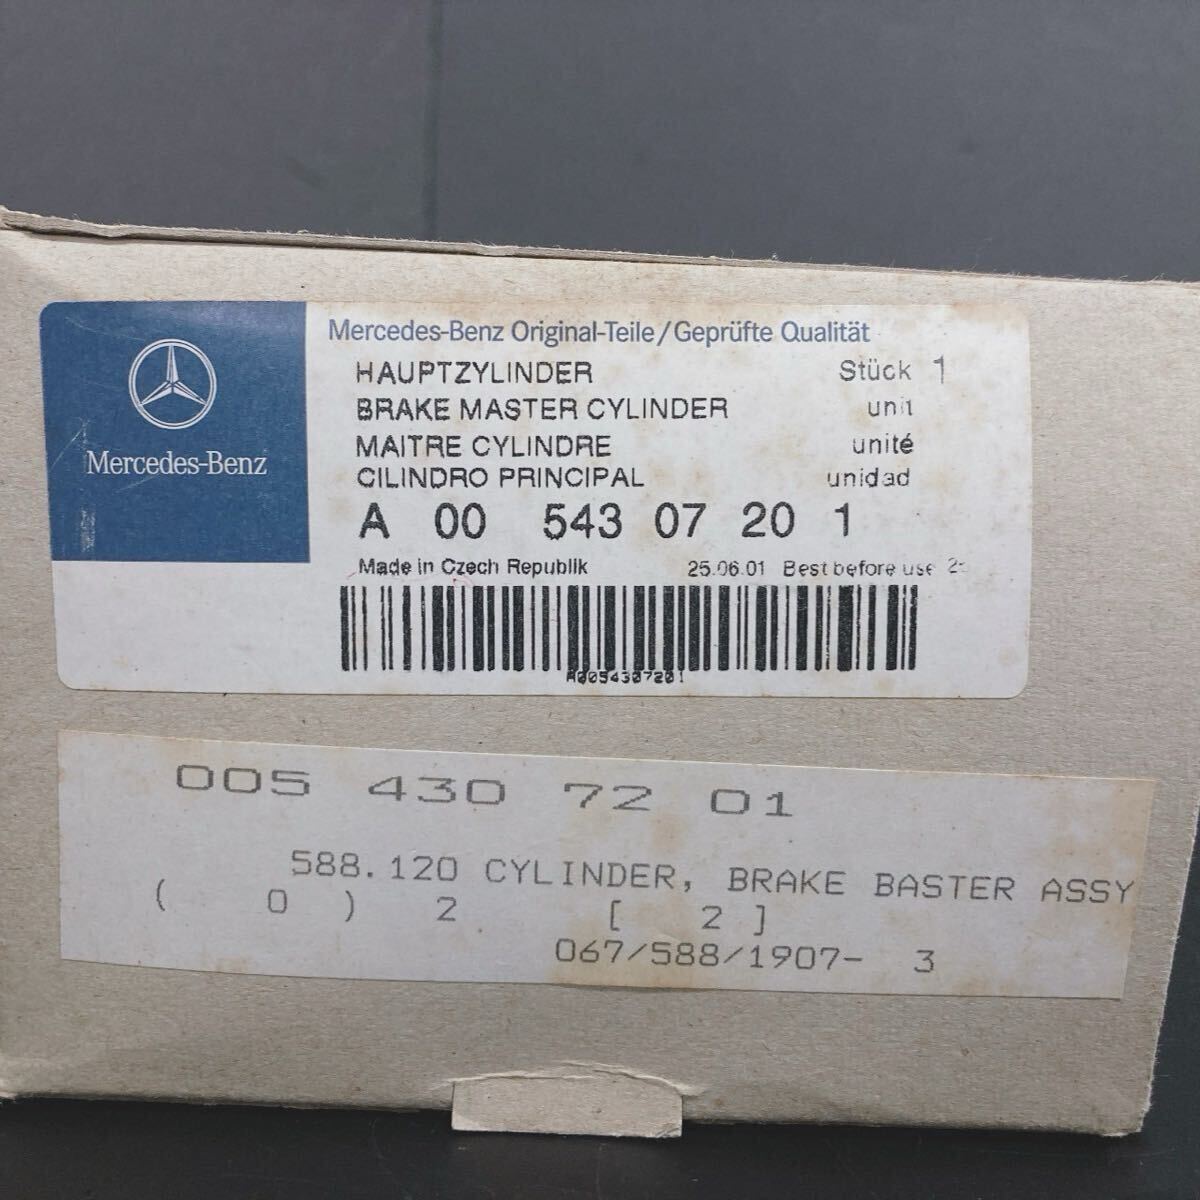 Mercedes-Benz
Mercedes-Benz Original-Teile/Geprüfte Qualität
HAUPTZYLINDER Stück 1
BRAKE MASTER CYLINDER unit
MAITRE CYLINDRE unité
CILINDRO PRINCIPAL unidad
A 00 543 07 20 1
Made in Czech Republik 25.06.01 Best before use
A0054307201
005 430 72 01
588.120 CYLINDER, BRAKE BASTER ASSY
( 0 ) 2 [ 2 ]
067/588/1907- 3